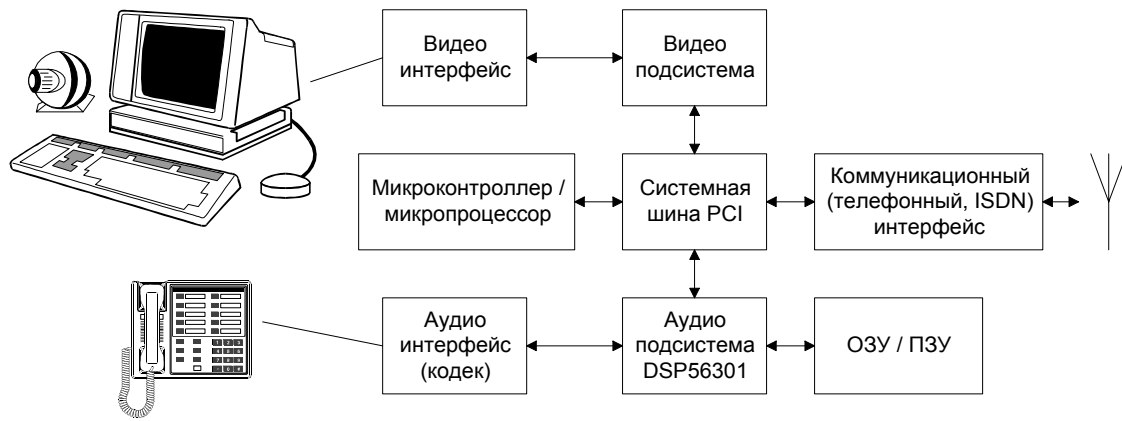 Видео
интерфейс
Видео
подсистема
Микроконтроллер /
микропроцессор
Системная
шина PCI
Коммуникационный
(телефонный, ISDN)
интерфейс
Аудио
интерфейс
(кодек)
Аудио
подсистема
DSP56301
ОЗУ / ПЗУ